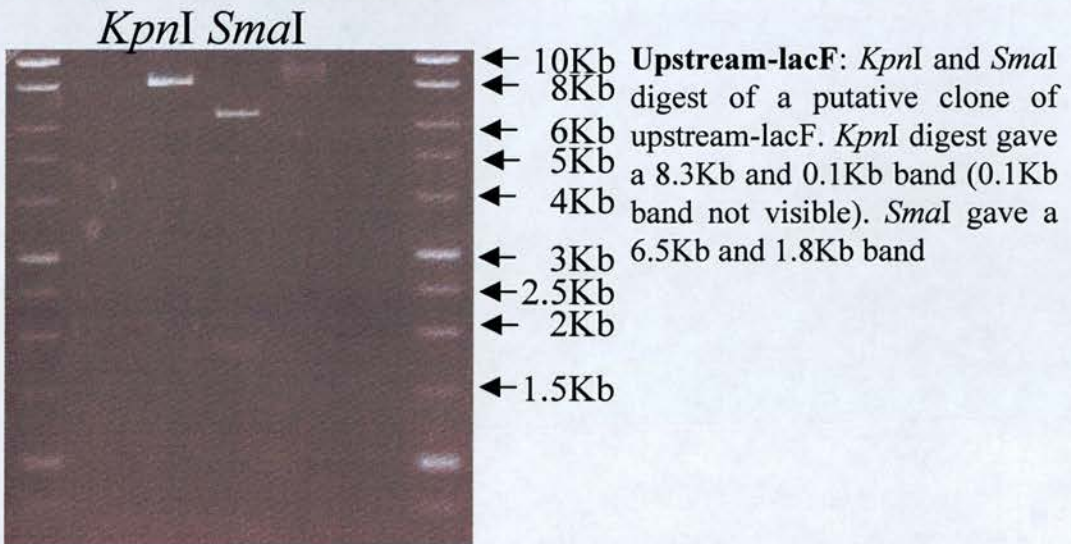 KpnI SmaI
10Kb
8Kb
6Kb
5Kb
4Kb
3Kb
2.5Kb
2Kb
1.5Kb
Upstream-lacF: KpnI and SmaI
digest of a putative clone of
upstream-lacF. KpnI digest gave
a 8.3Kb and 0.1Kb band (0.1Kb
band not visible). SmaI gave a
6.5Kb and 1.8Kb band